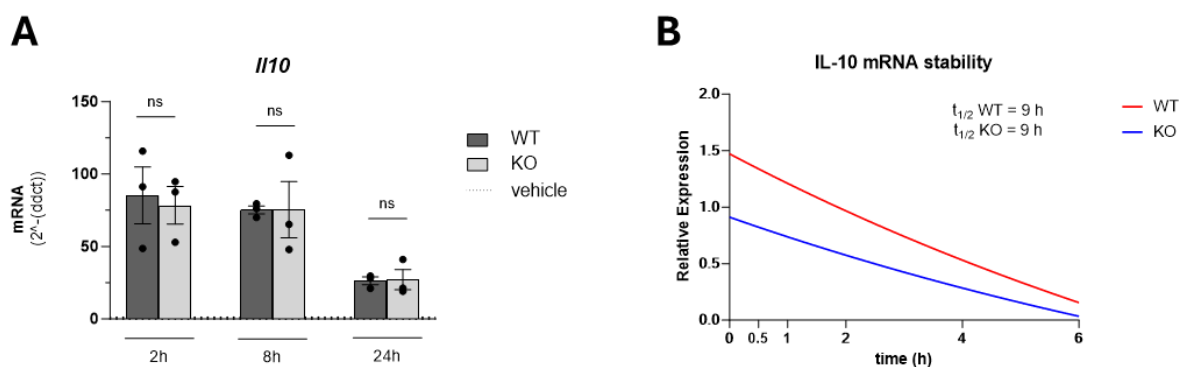 A
Il10
ns
ns
ns
150
100
50
0
mRNA
(2^-(ddct))
2h
8h
24h
WT
KO
vehicle
B
IL-10 mRNA stability
2.0
1.5
1.0
0.5
0.0
Relative Expression
t1/2 WT = 9 h
t1/2 KO = 9 h
WT
KO
0 0.5 1 2 4 6
time (h)